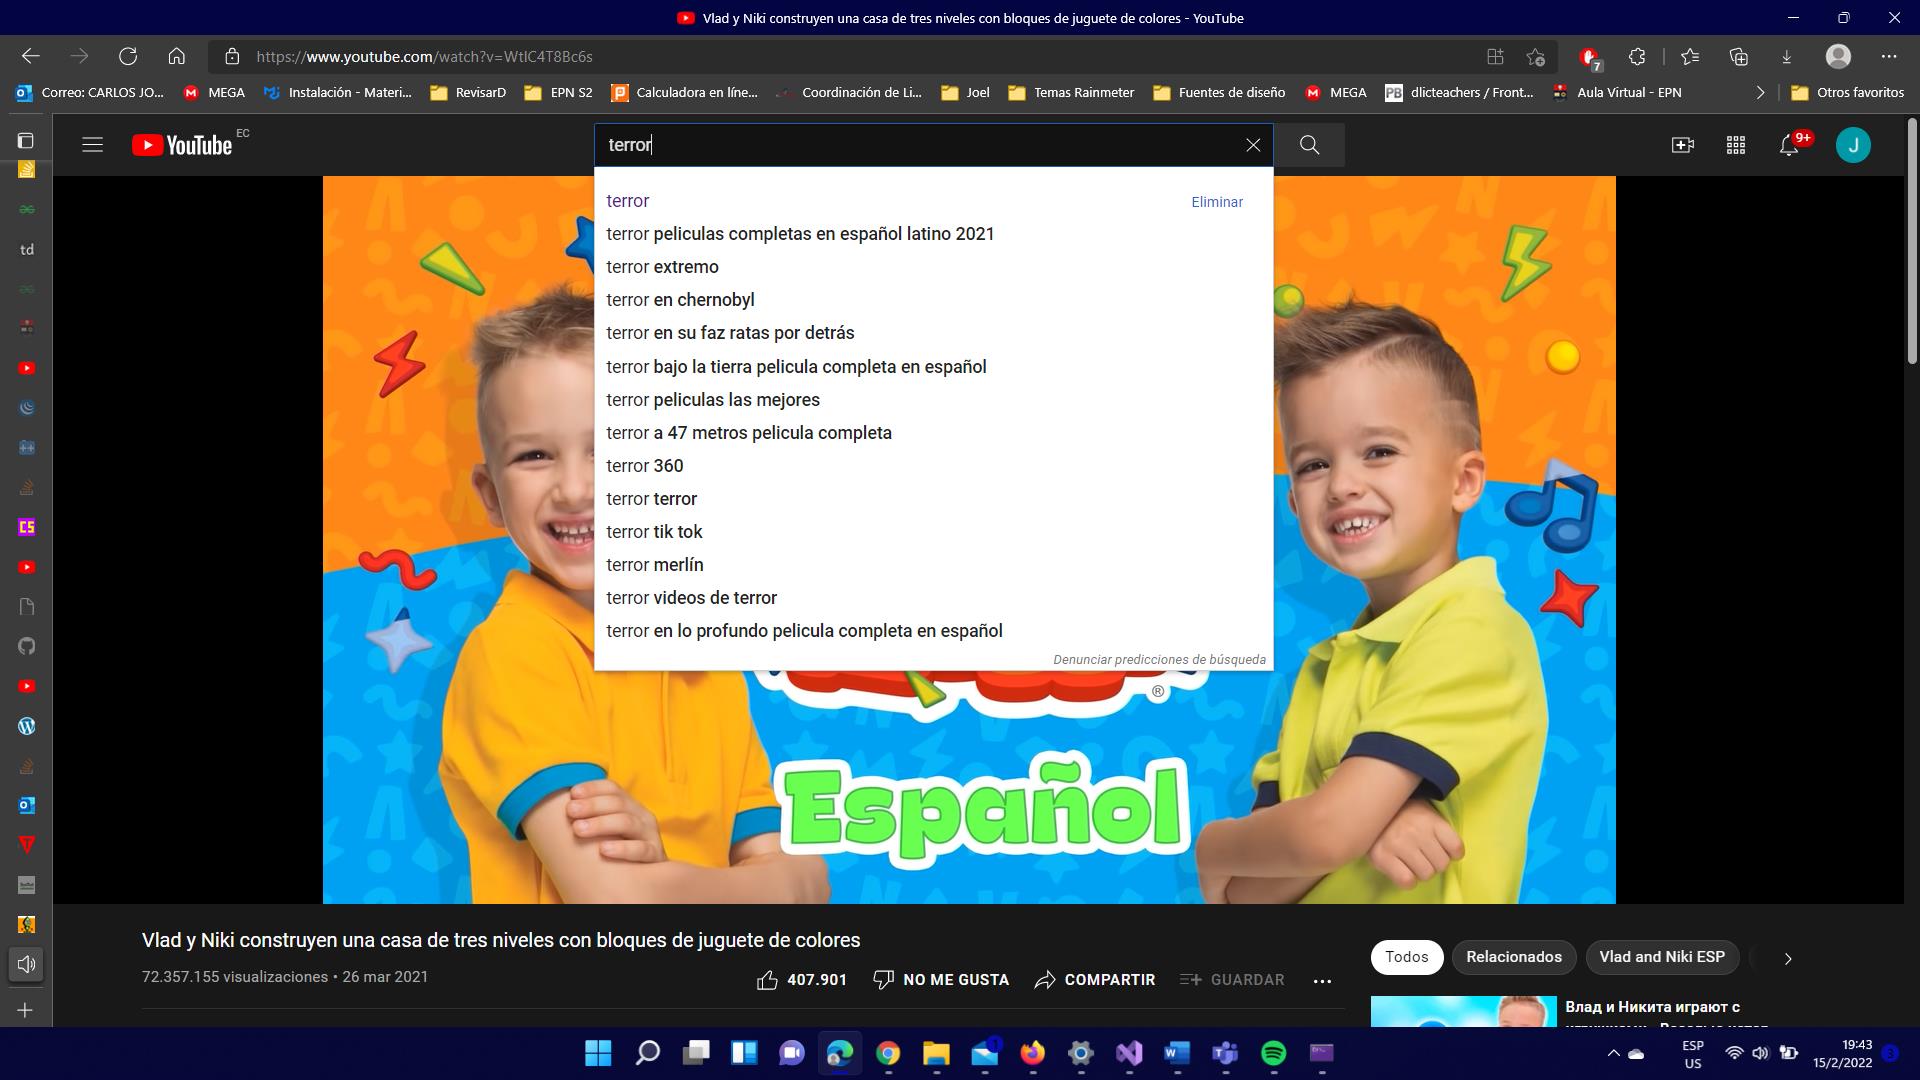 Vlad y Niki construyen una casa de tres niveles con bloques de juguete de colores - YouTube
https://www.youtube.com/watch?v=WtIC4T8Bc6s
7
Correo: CARLOS JO...
MEGA
Instalación - Materi...
RevisarD
EPN S2
Calculadora en líne...
Coordinación de Li...
Joel
Temas Rainmeter
Fuentes de diseño
MEGA
dlicteachers / Front...
Aula Virtual - EPN
Otros favoritos
YouTube EC
terror
9+
J
td
terror
Eliminar
terror peliculas completas en español latino 2021
terror extremo
terror en chernobyl
terror en su faz ratas por detrás
terror bajo la tierra pelicula completa en español
terror peliculas las mejores
terror a 47 metros pelicula completa
terror 360
terror terror
terror tik tok
terror merlín
terror videos de terror
terror en lo profundo pelicula completa en español
Denunciar predicciones de búsqueda
®
Español
Vlad y Niki construyen una casa de tres niveles con bloques de juguete de colores
72.357.155 visualizaciones • 26 mar 2021
407.901
NO ME GUSTA
COMPARTIR
GUARDAR
Todos
Relacionados
Vlad and Niki ESP
Влад и Никита играют с
ESP
US
19:43
15/2/2022
3